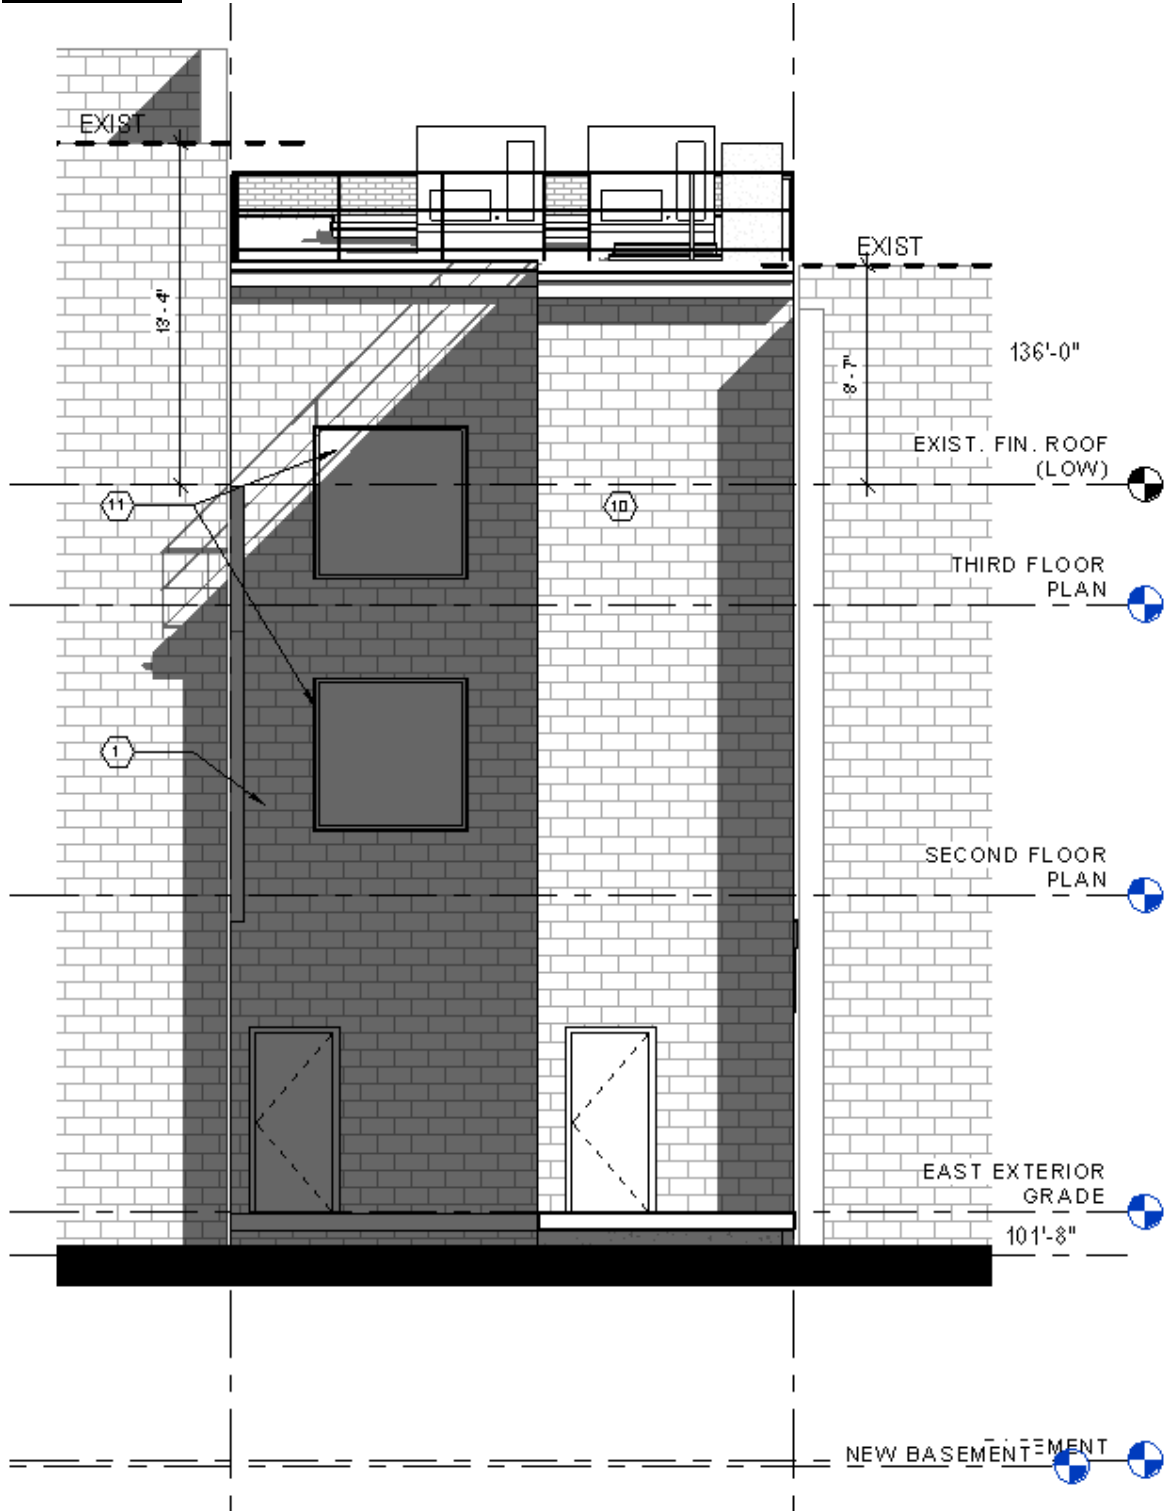 EXIST
EXIST
13' - 4"
8' - 7"
136'-0"
EXIST. FIN. ROOF
(LOW)
11
10
THIRD FLOOR
PLAN
1
SECOND FLOOR
PLAN
EAST EXTERIOR
GRADE
101'-8"
NEW BASEMENT